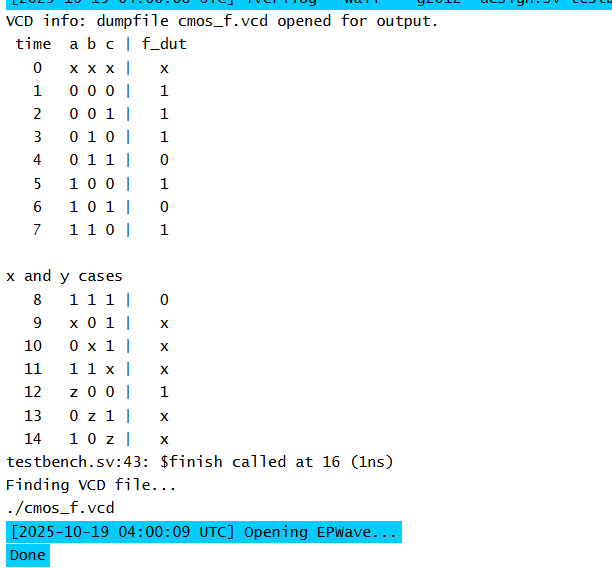 VCD info: dumpfile cmos_f.vcd opened for output.
time a b c | f_dut
0 x x x | x
1 0 0 0 | 1
2 0 0 1 | 1
3 0 1 0 | 1
4 0 1 1 | 0
5 1 0 0 | 1
6 1 0 1 | 0
7 1 1 0 | 1
x and y cases
8 1 1 1 | 0
9 x 0 1 | x
10 0 x 1 | x
11 1 1 x | x
12 z 0 0 | 1
13 0 z 1 | x
14 1 0 z | x
testbench.sv:43: $finish called at 16 (1ns)
Finding VCD file...
./cmos_f.vcd
[2025-10-19 04:00:09 UTC] Opening EPWave...
Done